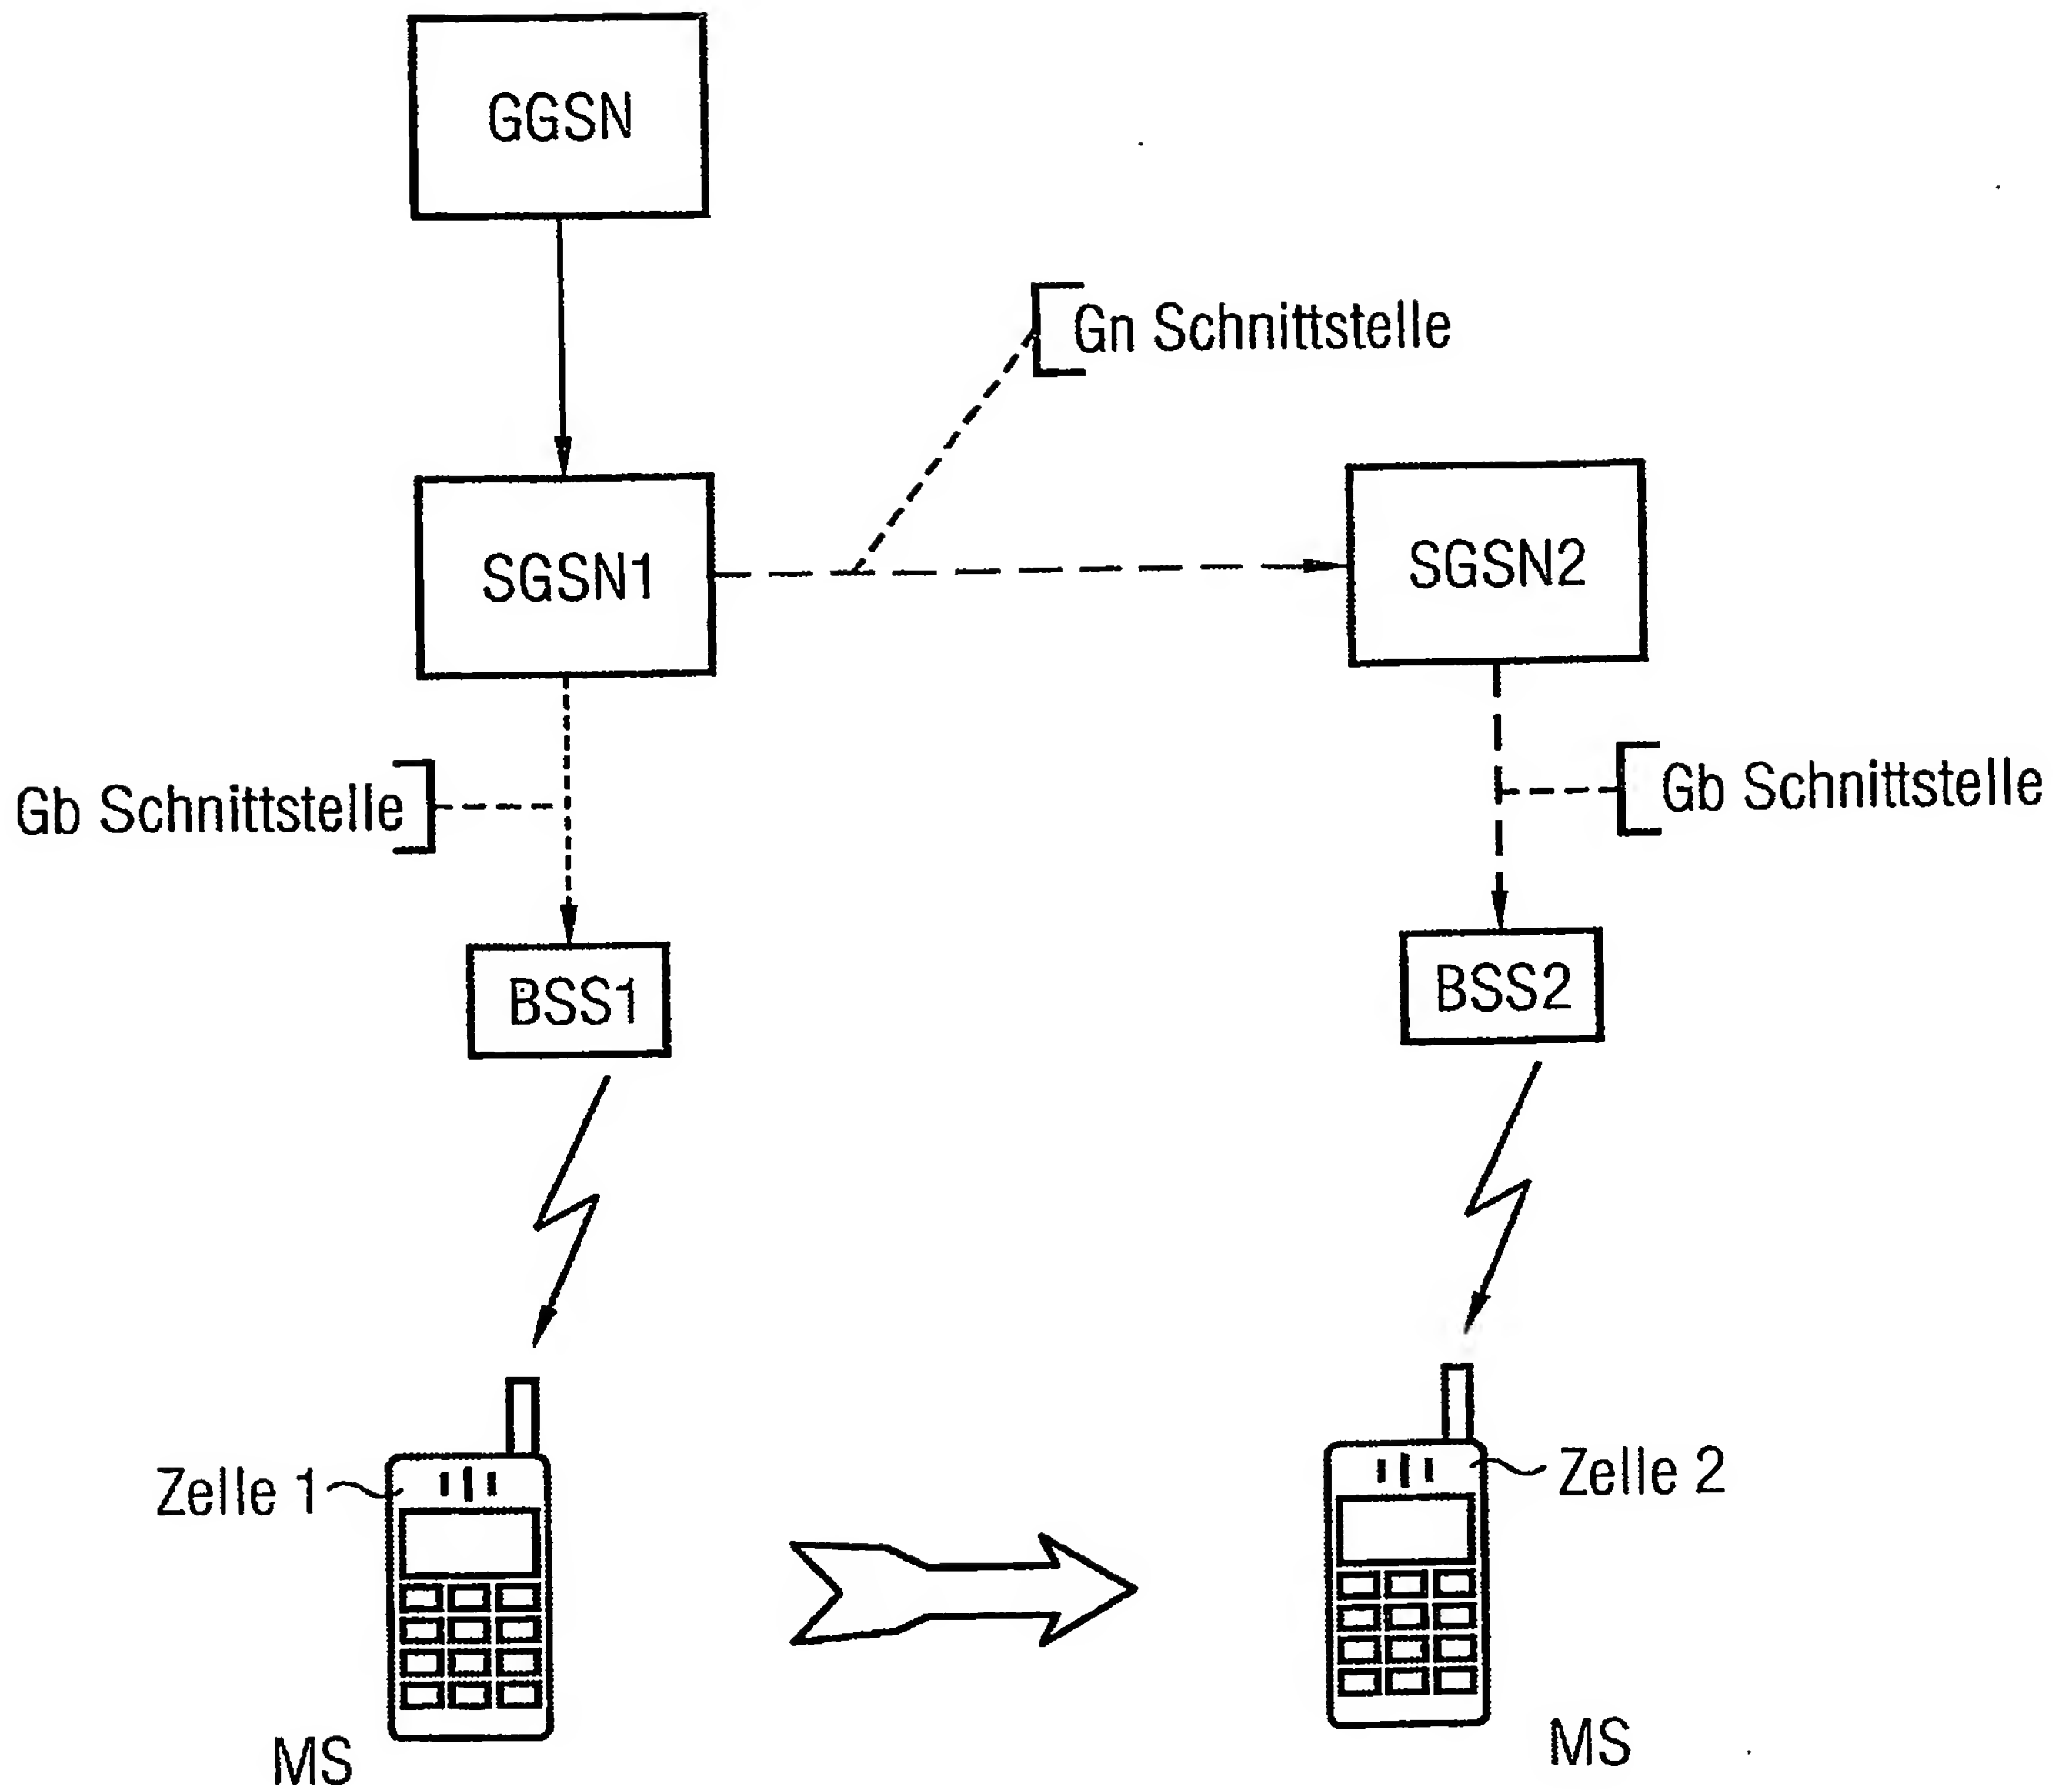 GGSN
Gn Schnittstelle
SGSN1
SGSN2
Gb Schnittstelle
Gb Schnittstelle
BSS1
BSS2
Zelle 1
Zelle 2
MS
MS